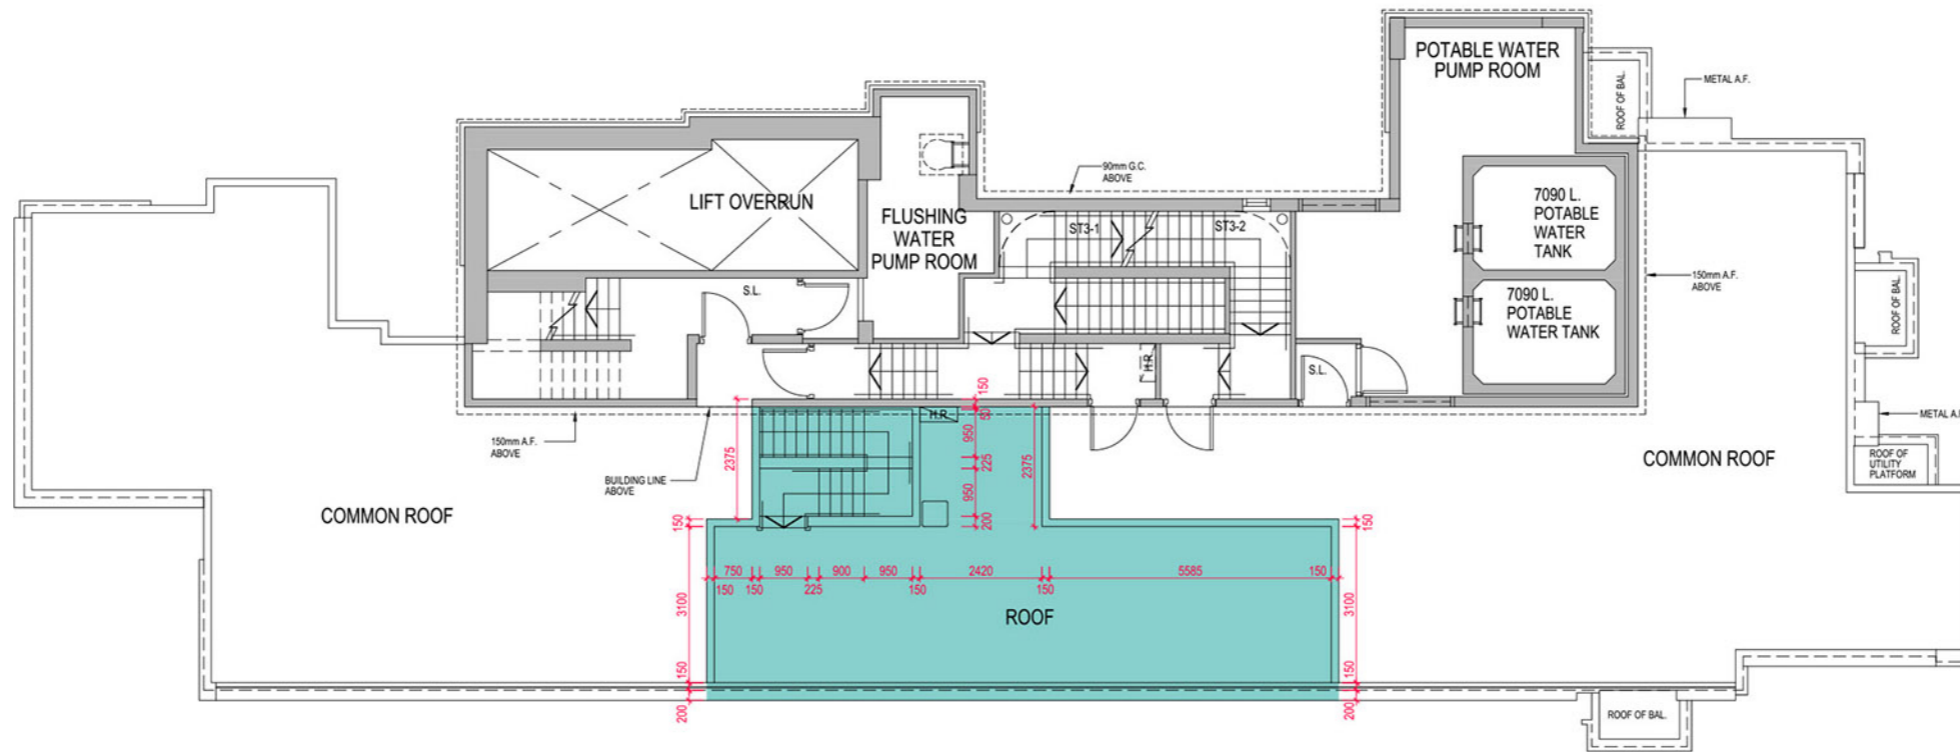 POTABLE WATER
PUMP ROOM
ROOF OF BAL.
METAL A.F.
90mm G.C.
ABOVE
LIFT OVERRUN
FLUSHING
WATER
PUMP ROOM
ST3-1
ST3-2
7090 L.
POTABLE
WATER
TANK
7090 L.
POTABLE
WATER TANK
150mm A.F.
ABOVE
ROOF OF BAL.
S.L.
H.R.
S.L.
METAL A.
ROOF OF
UTILITY
PLATFORM
COMMON ROOF
150mm A.F.
ABOVE
BUILDING LINE
ABOVE
COMMON ROOF
H.R.
150
50
950
225
950
200
2375
2375
150
150
750
950
900
950
2420
5585
150
150
150
225
150
150
3100
3100
ROOF
150
150
200
200
ROOF OF BAL.